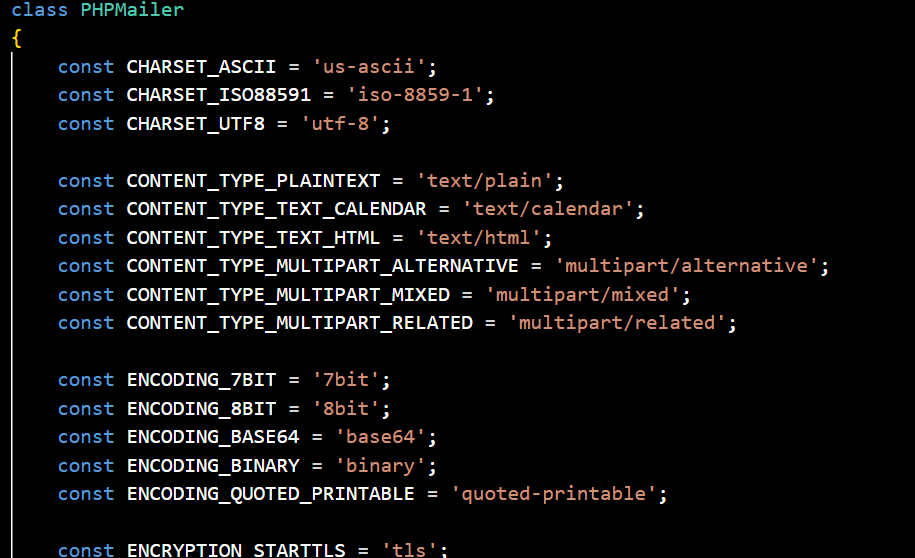 class PHPMailer
{
const CHARSET_ASCII = 'us-ascii';
const CHARSET_ISO88591 = 'iso-8859-1';
const CHARSET_UTF8 = 'utf-8';
const CONTENT_TYPE_PLAINTEXT = 'text/plain';
const CONTENT_TYPE_TEXT_CALENDAR = 'text/calendar';
const CONTENT_TYPE_TEXT_HTML = 'text/html';
const CONTENT_TYPE_MULTIPART_ALTERNATIVE = 'multipart/alternative';
const CONTENT_TYPE_MULTIPART_MIXED = 'multipart/mixed';
const CONTENT_TYPE_MULTIPART_RELATED = 'multipart/related';
const ENCODING_7BIT = '7bit';
const ENCODING_8BIT = '8bit';
const ENCODING_BASE64 = 'base64';
const ENCODING_BINARY = 'binary';
const ENCODING_QUOTED_PRINTABLE = 'quoted-printable';
const ENCRYPTION_STARTTLS = 'tls';